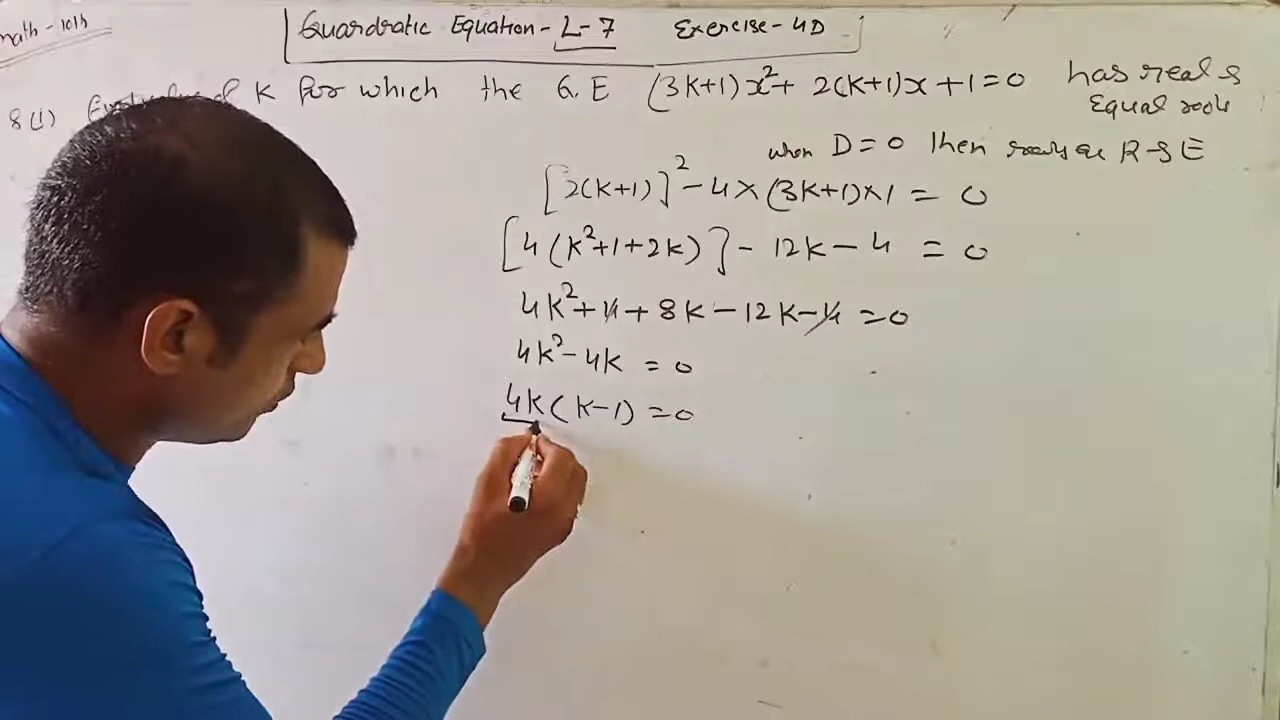 math - 10th
Quardratic Equation - L-7 Exercise - 4D
8(i) of K for which the Q.E (3K+1)x²+ 2(K+1)x +1=0 has real &
Equal roots
when D=0 then roots are R & E
[2(K+1)]² - 4×(3K+1)×1 = 0
[4(K²+1+2K)] - 12K - 4 = 0
4K²+4+8K-12K-4=0
4K²-4K = 0
4K(K-1) =0